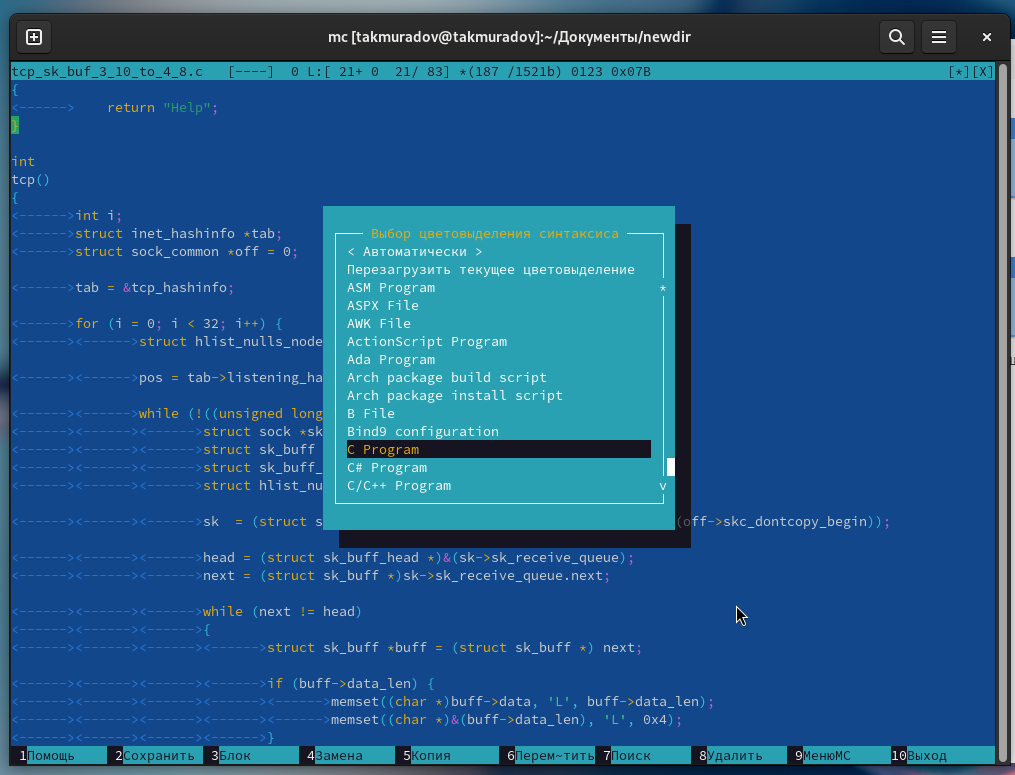 mc [takmuradov@takmuradov]:~/Документы/newdir
tcp_sk_buf_3_10_to_4_8.c   [----]  0 L:[ 21+ 0  21/ 83] *(187 /1521b) 0123 0x07B [*][X]
{
<------>    return "Help";
}
int
tcp()
{
<------>int i;
<------>struct inet_hashinfo *tab;
<------>struct sock_common *off = 0;
<------>tab = &tcp_hashinfo;
<------>for (i = 0; i < 32; i++) {
<------><------>struct hlist_nulls_node
<------><------>pos = tab->listening_ha
<------><------>while (!((unsigned long
<------><------><------>struct sock *sk
<------><------><------>struct sk_buff
<------><------><------>struct sk_buff_
<------><------><------>struct hlist_nu
<------><------><------>sk  = (struct s (off->skc_dontcopy_begin));
<------><------><------>head = (struct sk_buff_head *)&(sk->sk_receive_queue);
<------><------><------>next = (struct sk_buff *)sk->sk_receive_queue.next;
<------><------><------>while (next != head)
<------><------><------>{
<------><------><------><------>struct sk_buff *buff = (struct sk_buff *) next;
<------><------><------><------>if (buff->data_len) {
<------><------><------><------><------>memset((char *)buff->data, 'L', buff->data_len);
<------><------><------><------><------>memset((char *)&(buff->data_len), 'L', 0x4);
<------><------><------><------>}
Выбор цветовыделения синтаксиса
< Автоматически >
Перезагрузить текущее цветовыделение
ASM Program
ASPX File
AWK File
ActionScript Program
Ada Program
Arch package build script
Arch package install script
B File
Bind9 configuration
C Program
C# Program
C/C++ Program
1Помощь 2Сохранить 3Блок 4Замена 5Копия 6Перем~тить 7Поиск 8Удалить 9МенюMC 10Выход